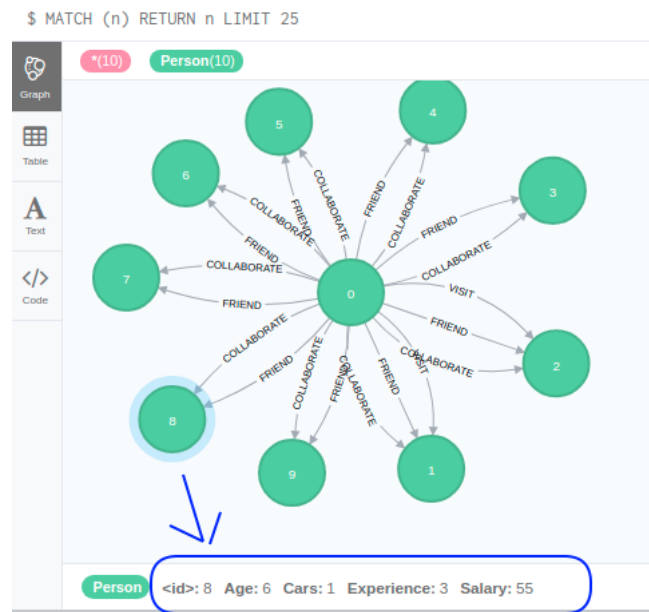 $ MATCH (n) RETURN n LIMIT 25
*(10) Person(10)
Graph
Table
A
Text
</>
Code
5
4
6
3
7
0
2
8
9
1
COLLABORATE
FRIEND
FRIEND
COLLABORATE
COLLABORATE
FRIEND
FRIEND
COLLABORATE
COLLABORATE
FRIEND
VISIT
FRIEND
COLLABORATE
COLLABORATE
FRIEND
COLLABORATE
FRIEND
COLLABORATE
FRIEND
VISIT
Person <id>: 8 Age: 6 Cars: 1 Experience: 3 Salary: 55